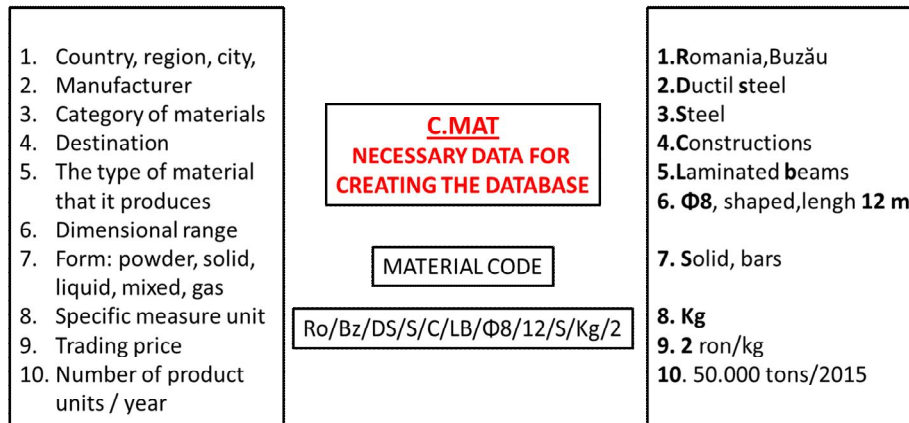 1. Country, region, city,
2. Manufacturer
3. Category of materials
4. Destination
5. The type of material
that it produces
6. Dimensional range
7. Form: powder, solid,
liquid, mixed, gas
8. Specific measure unit
9. Trading price
10. Number of product
units / year
C.MAT
NECESSARY DATA FOR
CREATING THE DATABASE
MATERIAL CODE
Ro/Bz/DS/S/C/LB/Φ8/12/S/Kg/2
1.Romania,Buzău
2.Ductil steel
3.Steel
4.Constructions
5.Laminated beams
6. Φ8, shaped,lengh 12 m
7. Solid, bars
8. Kg
9. 2 ron/kg
10. 50.000 tons/2015